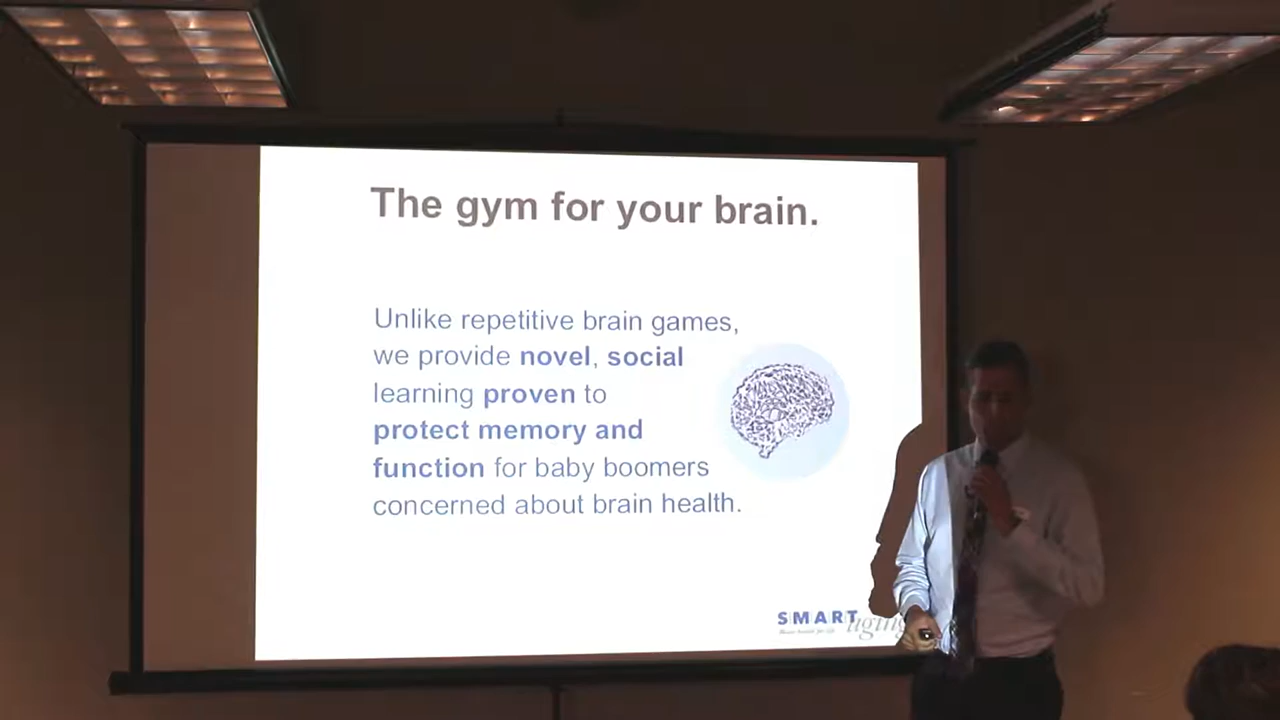 The gym for your brain.
Unlike repetitive brain games,
we provide novel, social
learning proven to
protect memory and
function for baby boomers
concerned about brain health.
SMART
aging